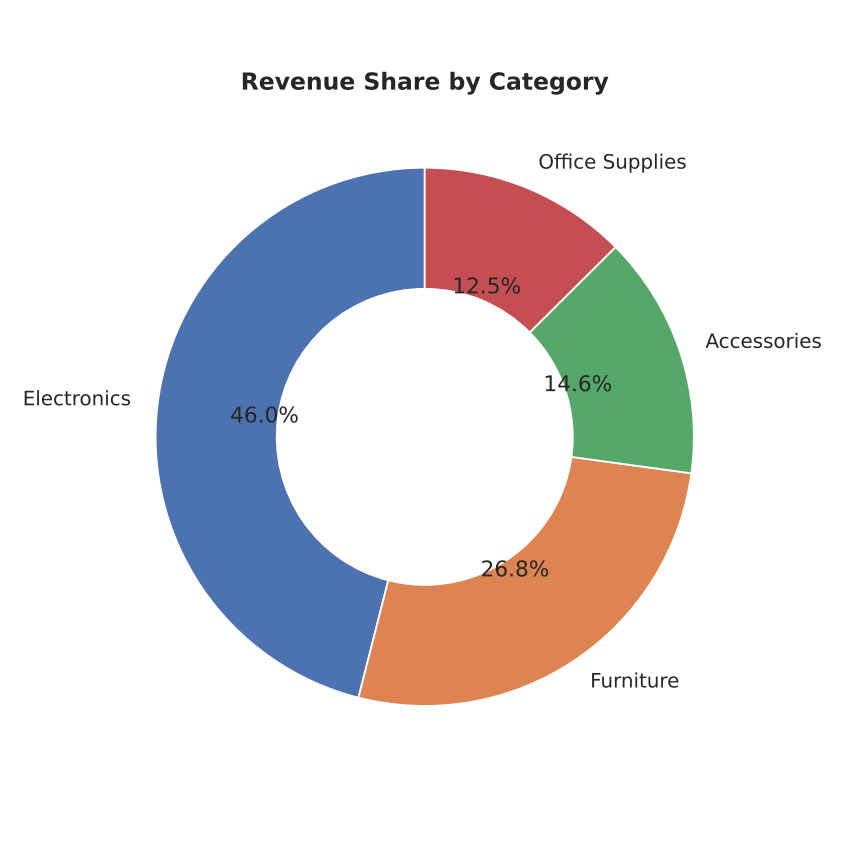 Revenue Share by Category
Office Supplies
12.5%
Accessories
14.6%
Electronics
46.0%
26.8%
Furniture